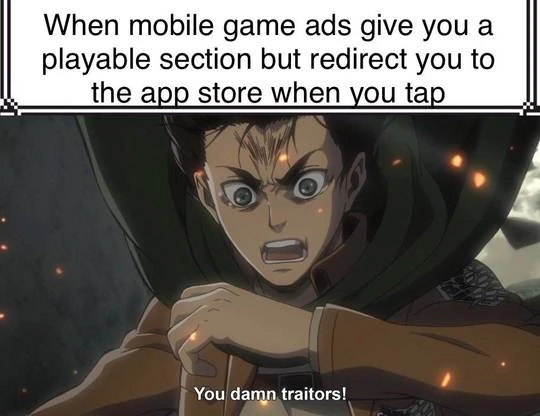 When mobile game ads give you a
playable section but redirect you to
the app store when you tap
You damn traitors!